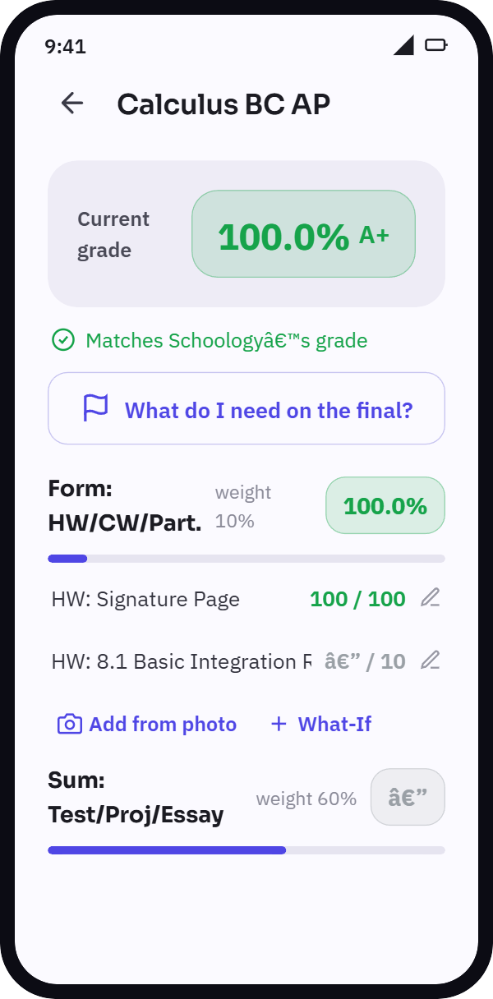 9:41
Calculus BC AP
Current
grade
100.0% A+
Matches Schoologyâ€™s grade
What do I need on the final?
Form:
HW/CW/Part.
weight
10%
100.0%
HW: Signature Page 100 / 100
HW: 8.1 Basic Integration â€” / 10
Add from photo + What-If
Sum:
Test/Proj/Essay
weight 60%
â€”